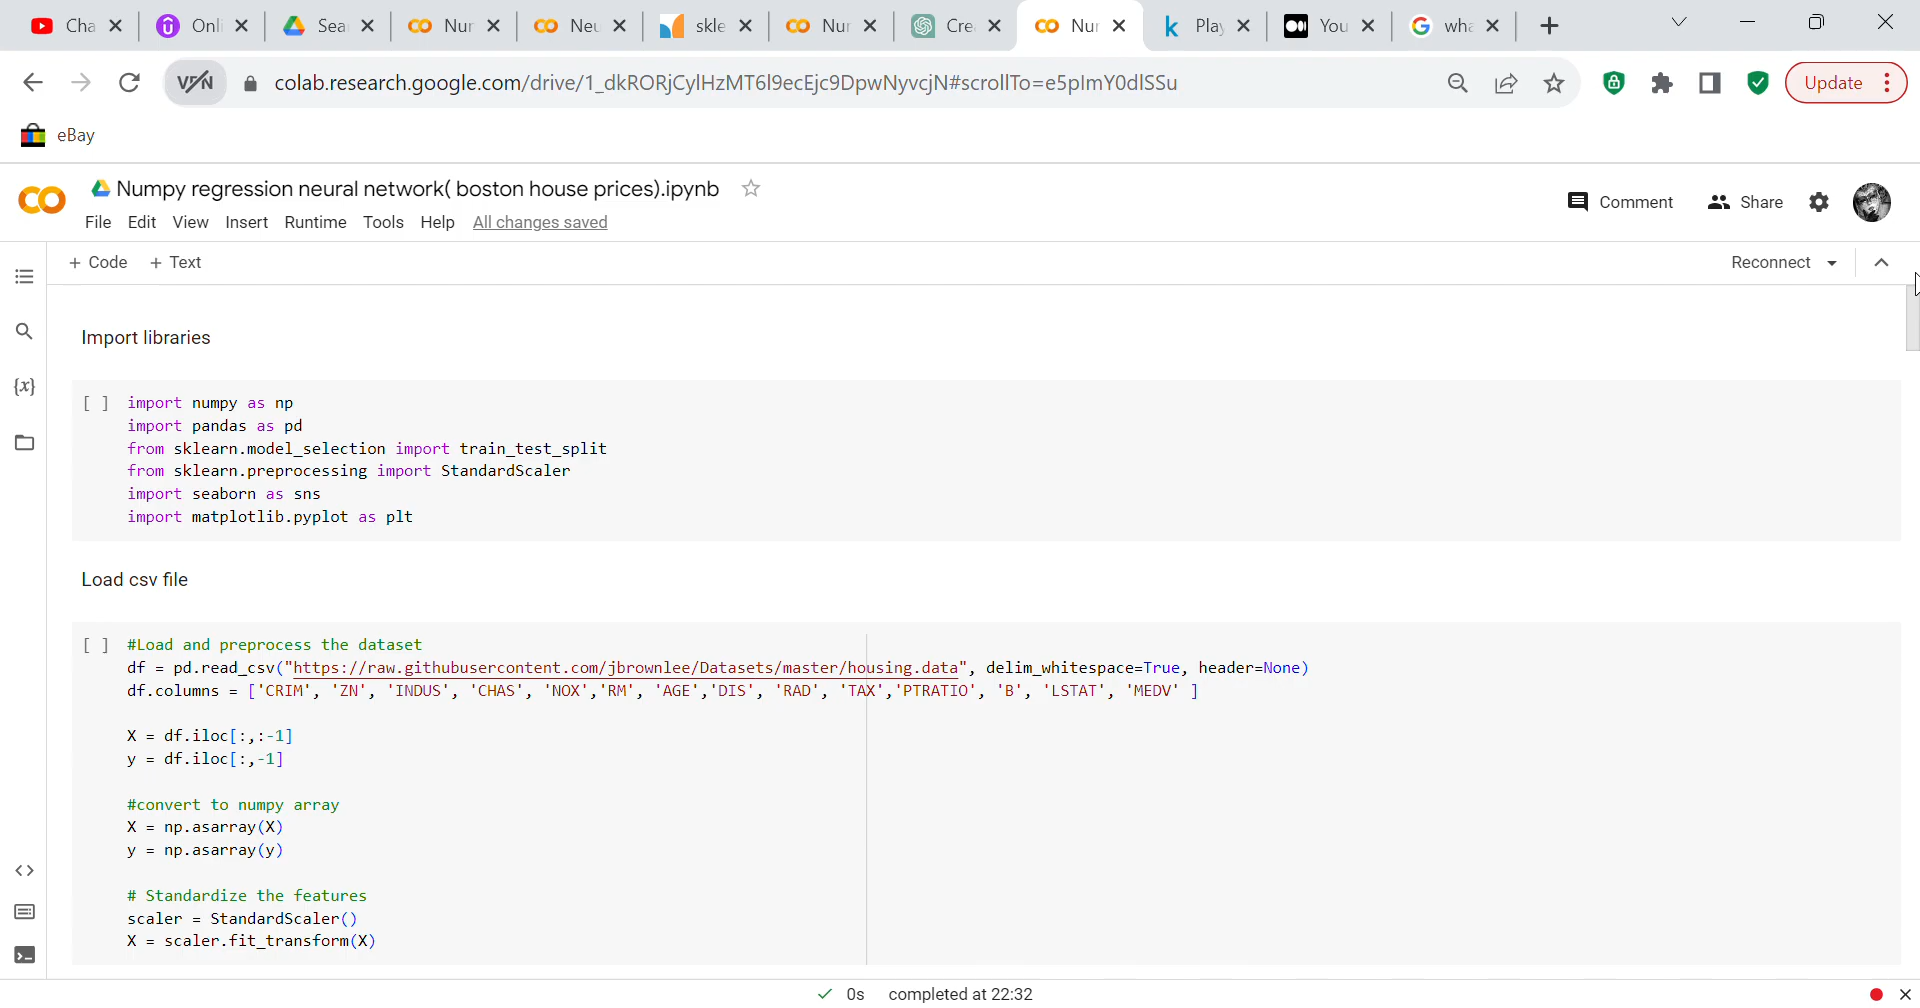 Cha
Onli
Sea
Nur
Neu
skle
Nur
Cre
Nur
Play
You
wha
VPN
colab.research.google.com/drive/1_dkRORjCylHzMT6l9ecEjc9DpwNyvcjN#scrollTo=e5plmY0dlSSu
Update
eBay
Numpy regression neural network( boston house prices).ipynb
Comment
Share
File Edit View Insert Runtime Tools Help All changes saved
+ Code + Text
Reconnect
Import libraries
[ ] import numpy as np
import pandas as pd
from sklearn.model_selection import train_test_split
from sklearn.preprocessing import StandardScaler
import seaborn as sns
import matplotlib.pyplot as plt
Load csv file
[ ] #Load and preprocess the dataset
df = pd.read_csv("https://raw.githubusercontent.com/jbrownlee/Datasets/master/housing.data", delim_whitespace=True, header=None)
df.columns = ['CRIM', 'ZN', 'INDUS', 'CHAS', 'NOX','RM', 'AGE','DIS', 'RAD', 'TAX','PTRATIO', 'B', 'LSTAT', 'MEDV' ]
X = df.iloc[:,:-1]
y = df.iloc[:,-1]
#convert to numpy array
X = np.asarray(X)
y = np.asarray(y)
# Standardize the features
scaler = StandardScaler()
X = scaler.fit_transform(X)
0s completed at 22:32